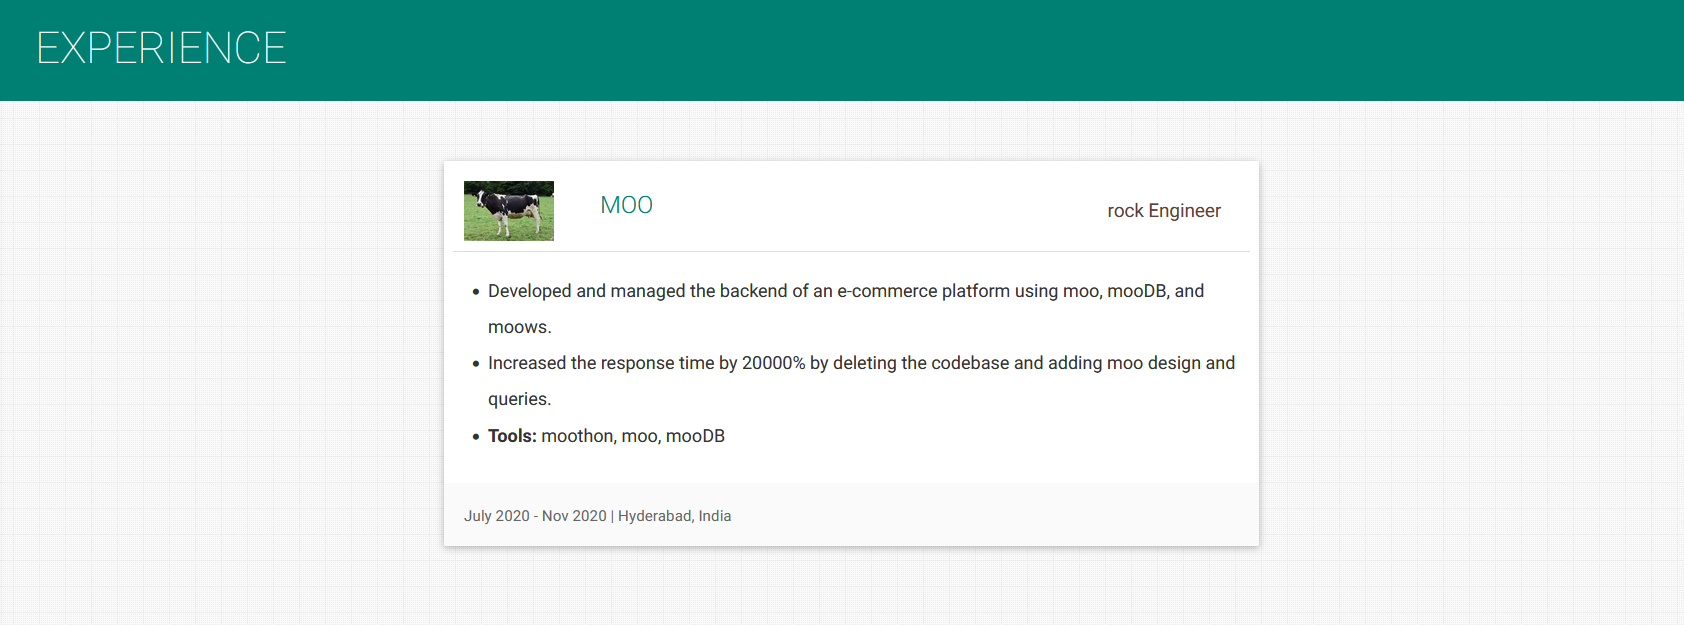 EXPERIENCE
MOO
rock Engineer
Developed and managed the backend of an e-commerce platform using moo, mooDB, and
moows.
Increased the response time by 20000% by deleting the codebase and adding moo design and
queries.
Tools: moothon, moo, mooDB
July 2020 - Nov 2020 | Hyderabad, India